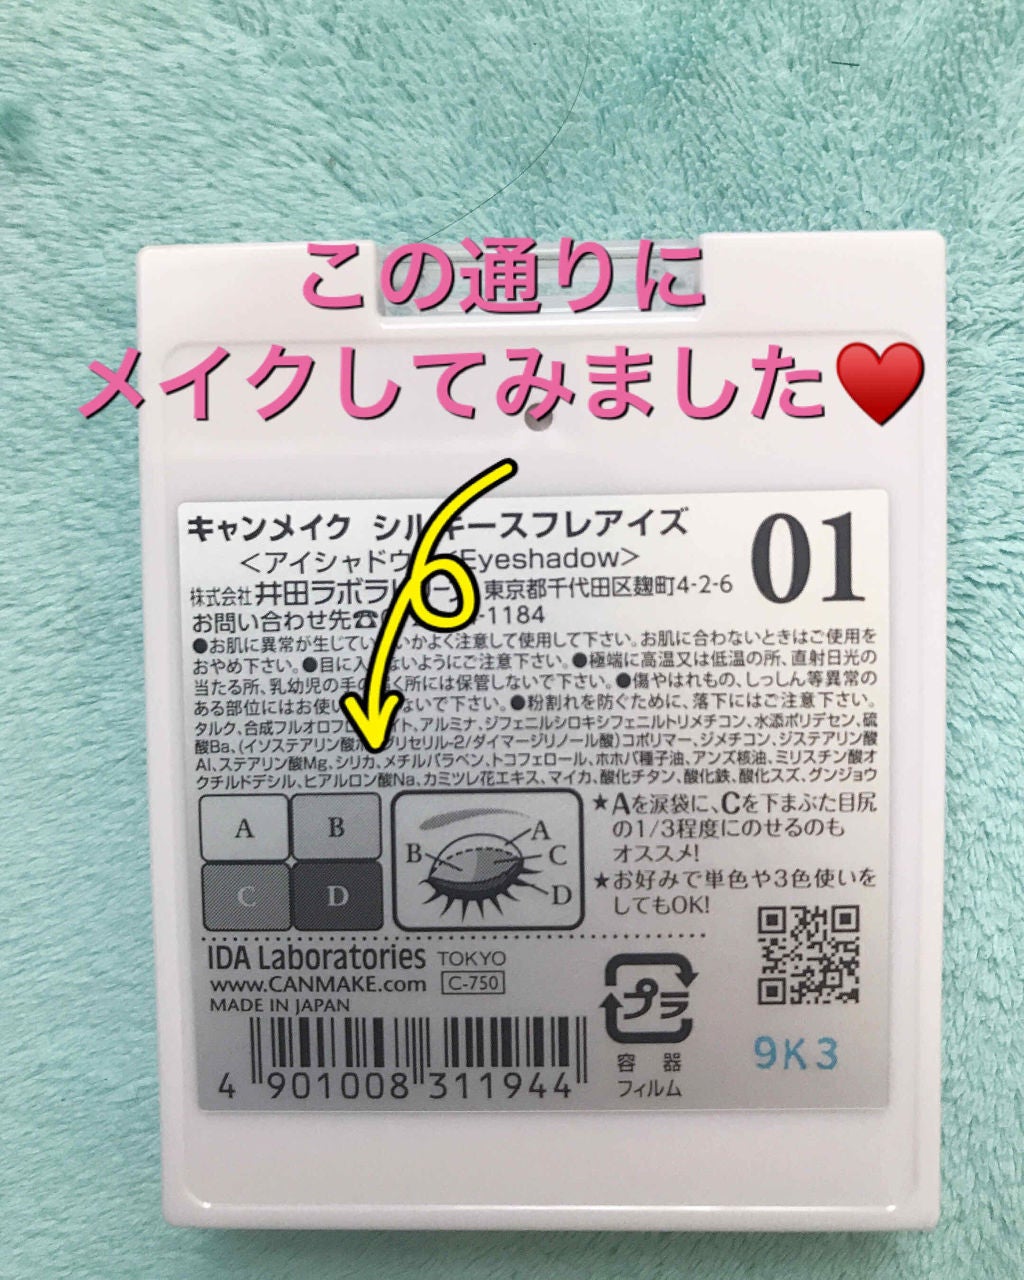 この通りに
メイクしてみました♥
キャンメイク シルキースフレアイズ
<アイシャドウ> <Eyeshadow>
01
株式会社 井田ラボラトリーズ 東京都千代田区麹町4-2-6
お問い合わせ先☎ -1184
●お肌に異常が生じて いかよく注意して使用して下さい。お肌に合わないときはご使用を
おやめ下さい。●目に入 ないようにご注意下さい。●極端に高温又は低温の所、直射日光の
当たる所、乳幼児の手の く所には保管しないで下さい。●傷やはれもの、しっしん等異常の
ある部位にはお使い ないで下さい。●粉割れを防ぐために、落下にはご注意下さい。
タルク、合成フルオロフロ イト、アルミナ、ジフェニルシロキシフェニルトリメチコン、水添ポリデセン、硫
酸Ba、(イソステアリン酸ポ グリセリル-2/ダイマージリノール酸)コポリマー、ジメチコン、ジステアリン酸
Al、ステアリン酸Mg、シリカ、メチルパラベン、トコフェロール、ホホバ種子油、アンズ核油、ミリスチン酸オ
クチルドデシル、ヒアルロン酸Na、カミツレ花エキス、マイカ、酸化チタン、酸化鉄、酸化スズ、グンジョウ
A B
C D
A
B
C
D
★Aを涙袋に、Cを下まぶた目尻
の1/3程度にのせるのも
オススメ!
★お好みで単色や3色使いを
してもOK!
IDA Laboratories TOKYO
www.CANMAKE.com C-750
MADE IN JAPAN
4 901008 311944
プラ
容器
フィルム
9K3